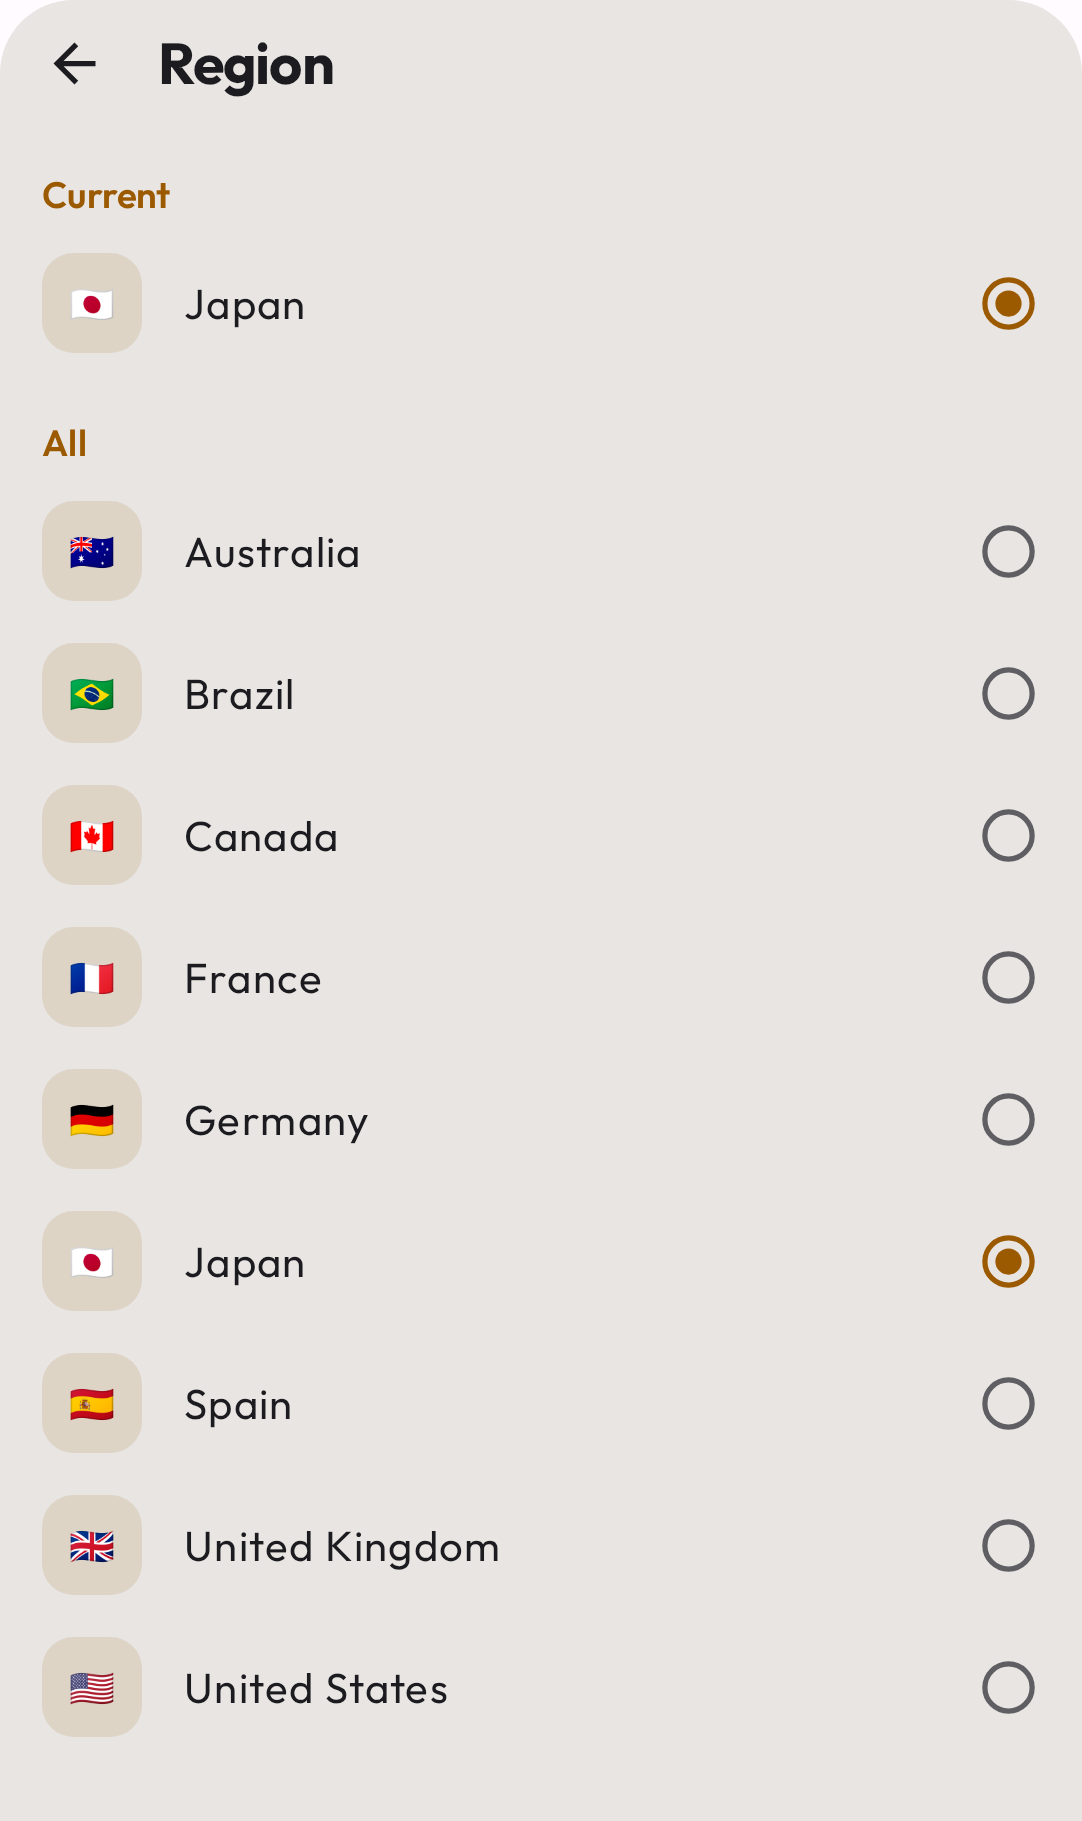 Region
Current
Japan
All
Australia
Brazil
Canada
France
Germany
Japan
Spain
United Kingdom
United States